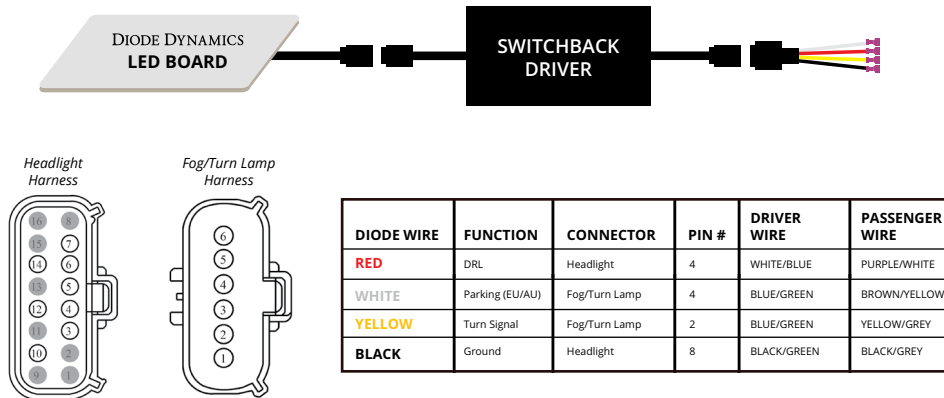 DIODE DYNAMICS
LED BOARD
SWITCHBACK
DRIVER
Headlight
Harness
Fog/Turn Lamp
Harness
16 8
15 7
14 6
13 5
12 4
11 3
10 2
9 1
6
5
4
3
2
1
DIODE WIRE FUNCTION CONNECTOR PIN # DRIVER WIRE PASSENGER WIRE
RED DRL Headlight 4 WHITE/BLUE PURPLE/WHITE
WHITE Parking (EU/AU) Fog/Turn Lamp 4 BLUE/GREEN BROWN/YELLOW
YELLOW Turn Signal Fog/Turn Lamp 2 BLUE/GREEN YELLOW/GREY
BLACK Ground Headlight 8 BLACK/GREEN BLACK/GREY